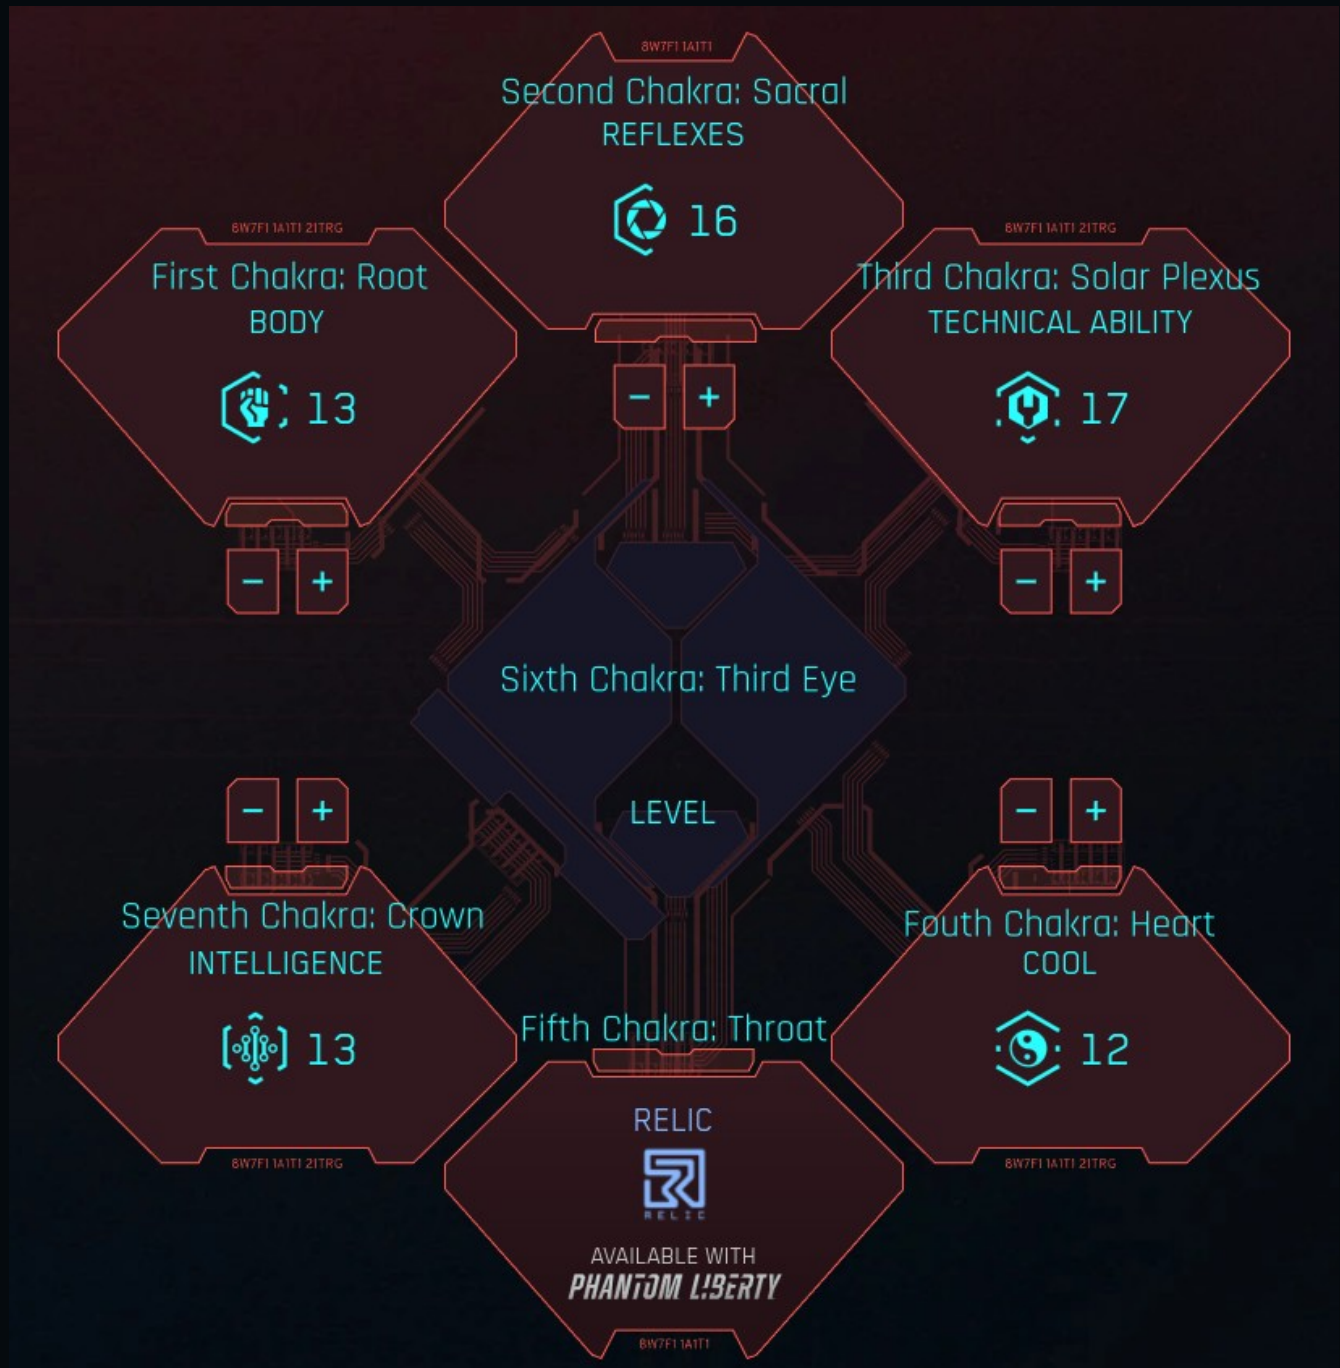 8W7F1 1A1T1
Second Chakra: Sacral
REFLEXES
16
8W7F1 1A1T1 21TRG
First Chakra: Root
BODY
13
8W7F1 1A1T1 21TRG
Third Chakra: Solar Plexus
TECHNICAL ABILITY
17
− +
− +
− +
Sixth Chakra: Third Eye
LEVEL
− +
− +
Seventh Chakra: Crown
INTELLIGENCE
13
8W7F1 1A1T1 21TRG
Fouth Chakra: Heart
COOL
12
8W7F1 1A1T1 21TRG
Fifth Chakra: Throat
RELIC
RELIC
AVAILABLE WITH
PHANTOM L!BERTY
8W7F1 1A1T1